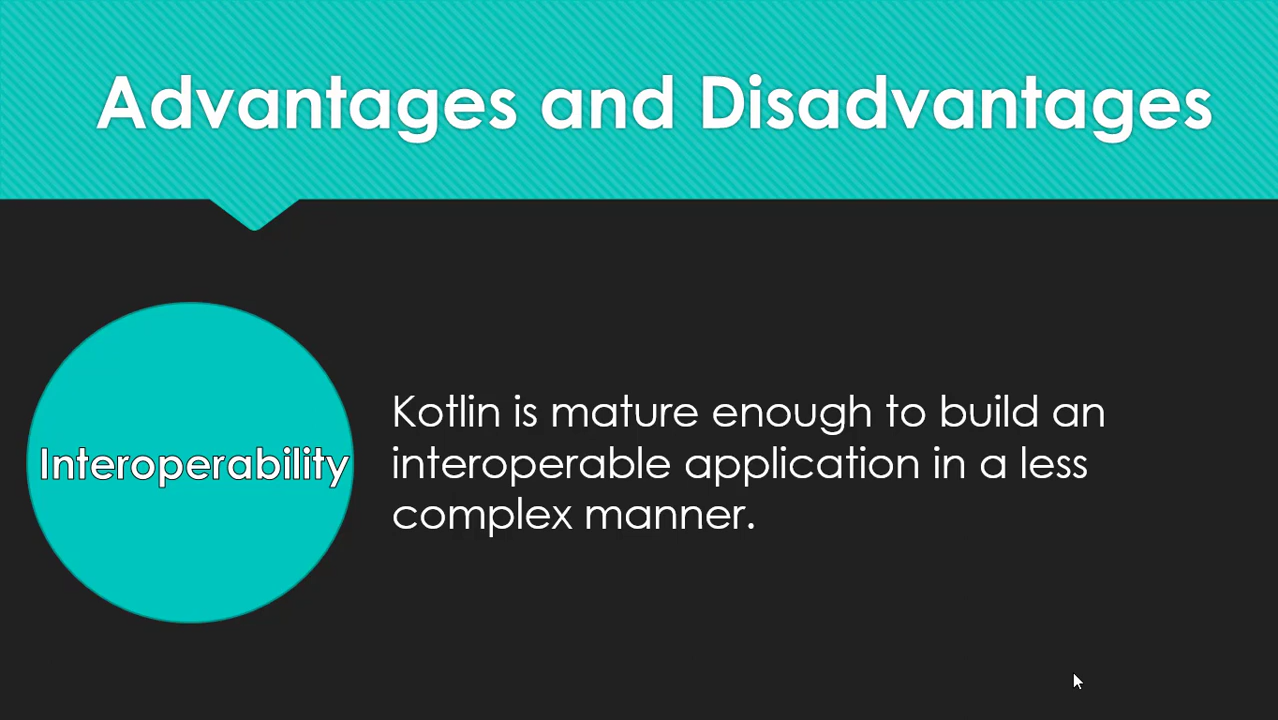 Advantages and Disadvantages
Interoperability
Kotlin is mature enough to build an
interoperable application in a less
complex manner.